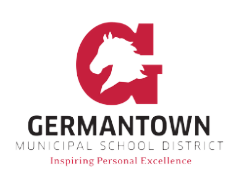 G
GERMANTOWN
MUNICIPAL SCHOOL DISTRICT
Inspiring Personal Excellence